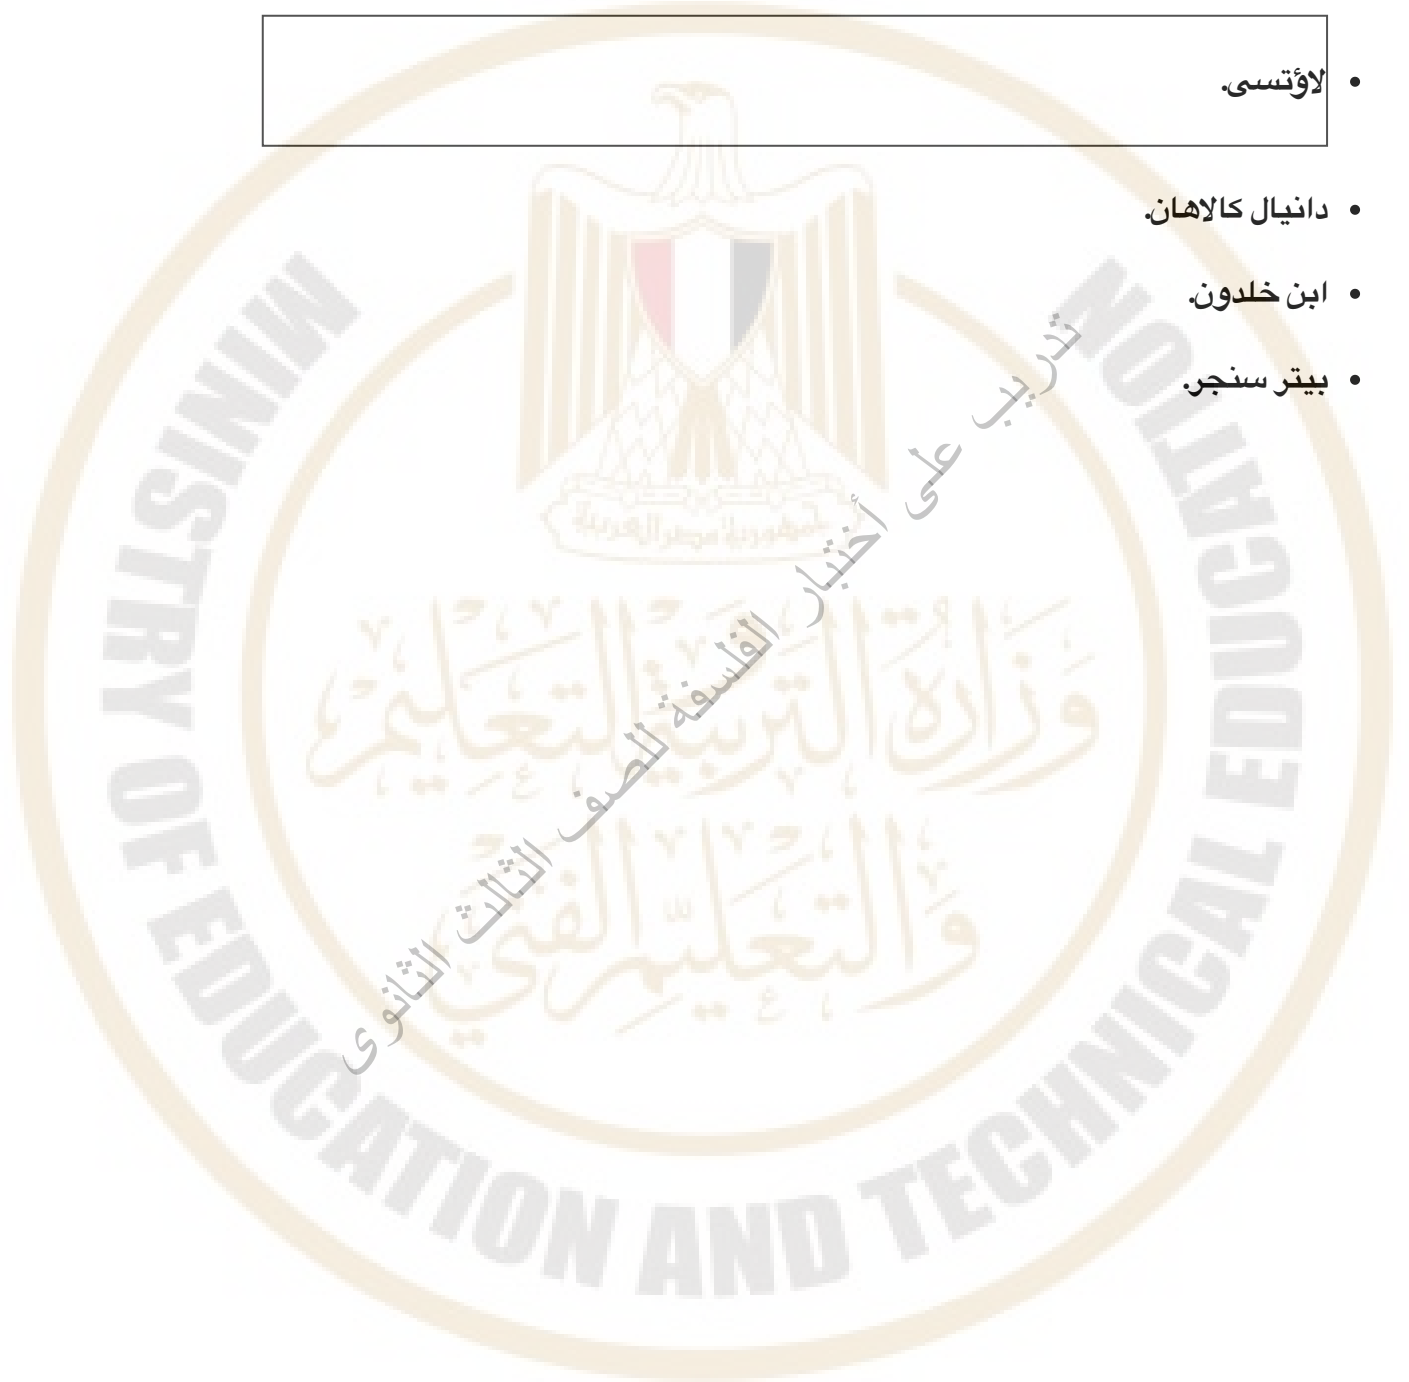 لاؤتسى.
دانيال كالاهان.
ابن خلدون.
بيتر سنجر.
تدريب على أختبار الفلسفة للصف الثالث الثانوى
جمهورية مصر العربية
وزارة التربية والتعليم
والتعليم الفني
MINISTRY OF EDUCATION AND TECHNICAL EDUCATION